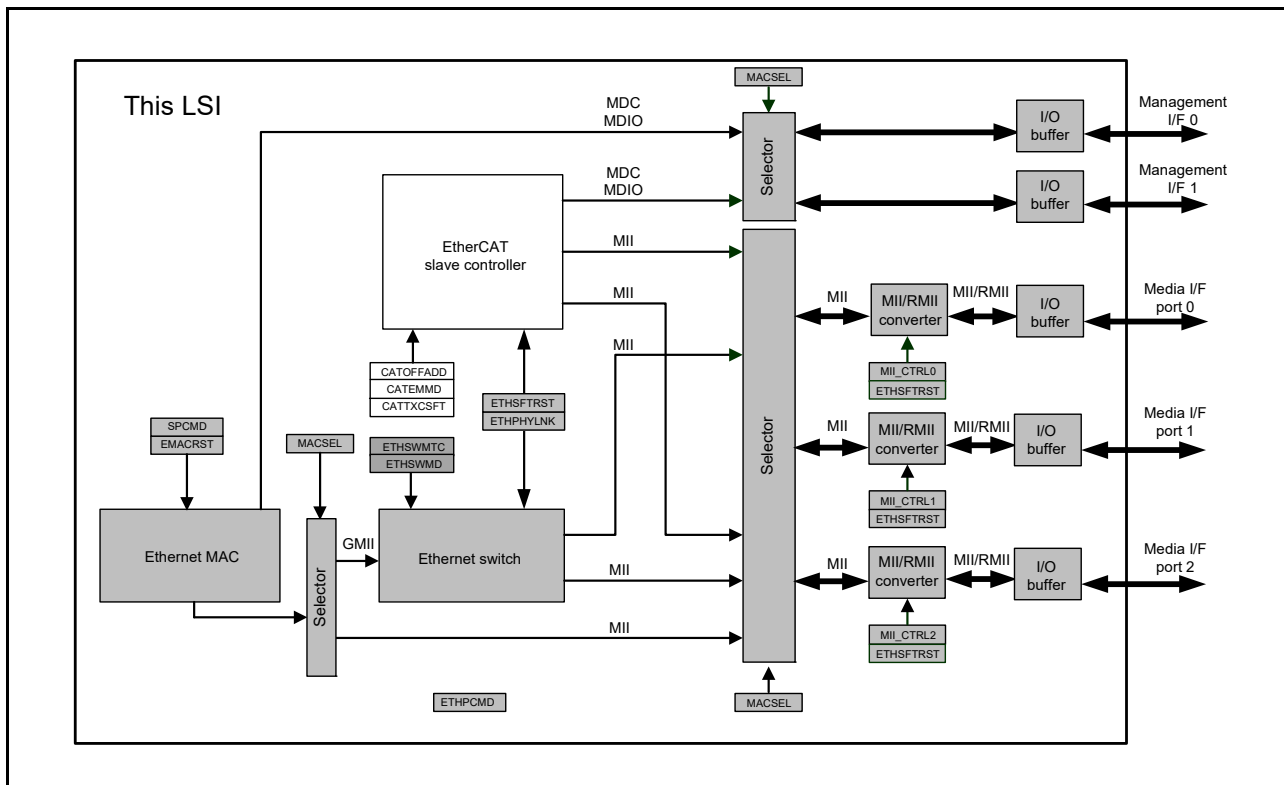 This LSI
MACSEL
MDC
MDIO
Selector
I/O
buffer
Management
I/F 0
MDC
MDIO
I/O
buffer
Management
I/F 1
EtherCAT
slave controller
MII
MII
Selector
MII
MII/RMII
converter
MII/RMII
I/O
buffer
Media I/F
port 0
MII_CTRL0
ETHSFTRST
MII
CATOFFADD
CATEMMD
CATTXCSFT
ETHSFTRST
ETHPHYLNK
MII
MII/RMII
converter
MII/RMII
I/O
buffer
Media I/F
port 1
MII_CTRL1
ETHSFTRST
SPCMD
EMACRST
MACSEL
ETHSWMTC
ETHSWMD
Ethernet MAC
Selector
GMII
Ethernet switch
MII
MII
MII
MII/RMII
converter
MII/RMII
I/O
buffer
Media I/F
port 2
MII_CTRL2
ETHSFTRST
ETHPCMD
MACSEL